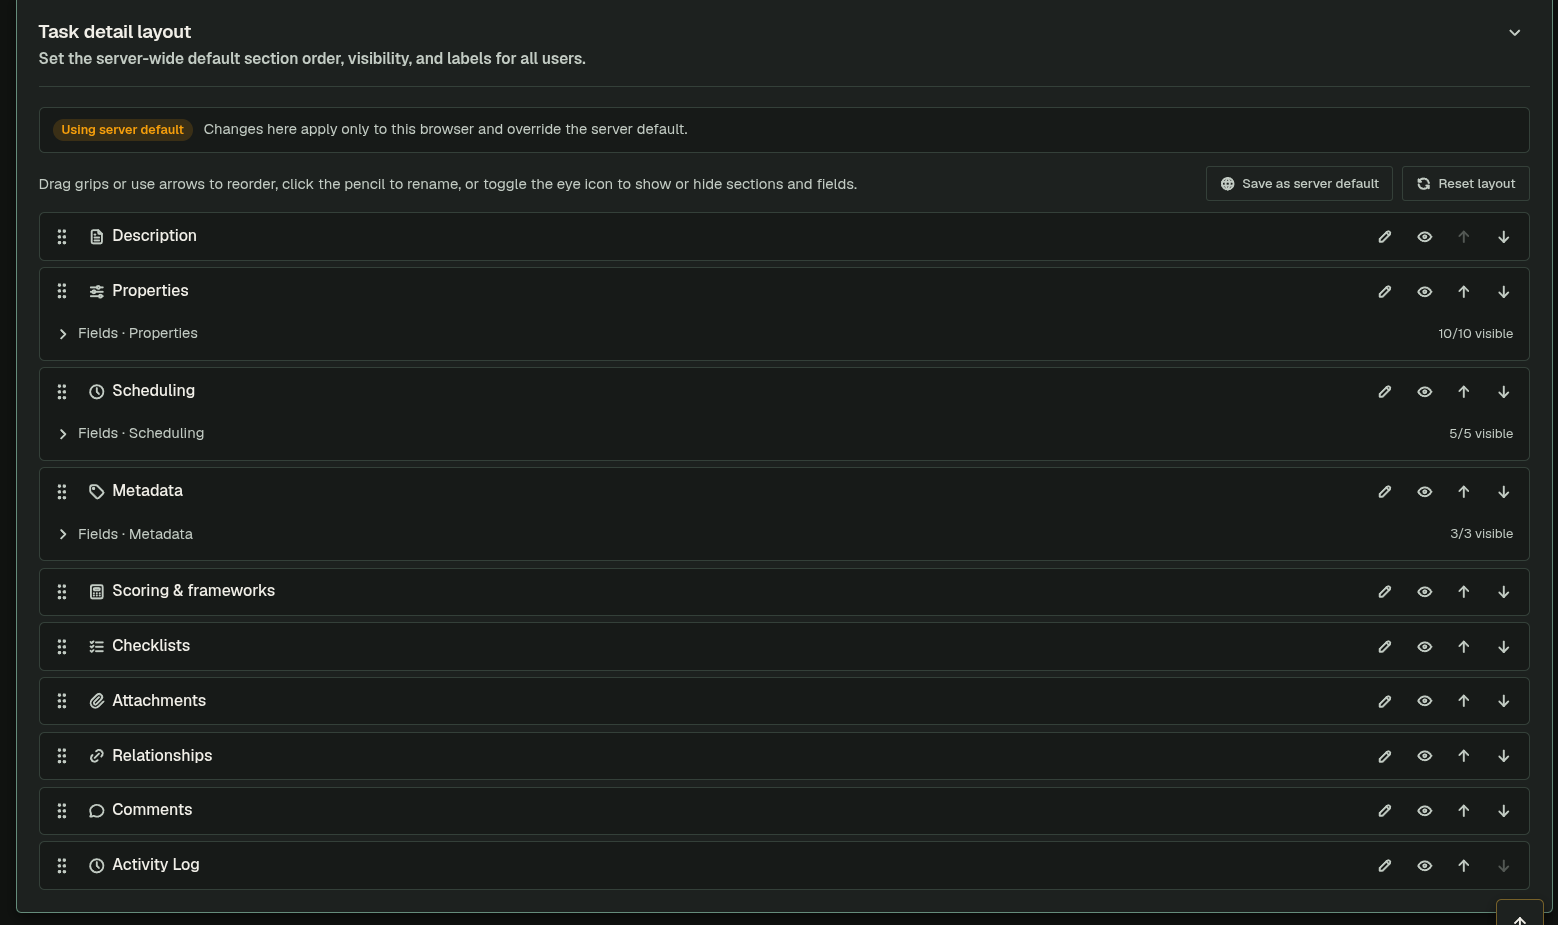 Task detail layout
Set the server-wide default section order, visibility, and labels for all users.
Using server default Changes here apply only to this browser and override the server default.
Drag grips or use arrows to reorder, click the pencil to rename, or toggle the eye icon to show or hide sections and fields. Save as server default Reset layout
Description
Properties
Fields · Properties 10/10 visible
Scheduling
Fields · Scheduling 5/5 visible
Metadata
Fields · Metadata 3/3 visible
Scoring & frameworks
Checklists
Attachments
Relationships
Comments
Activity Log